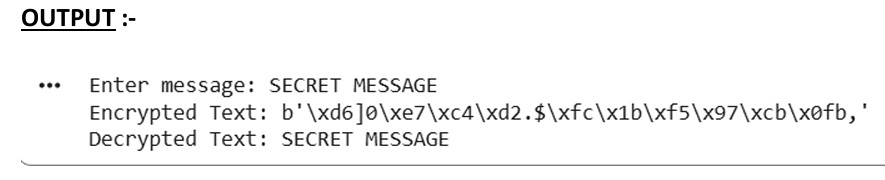 OUTPUT :-
••• Enter message: SECRET MESSAGE
Encrypted Text: b'\xd6]0\xe7\xc4\xd2.$\xfc\x1b\xf5\x97\xcb\x0fb,'
Decrypted Text: SECRET MESSAGE